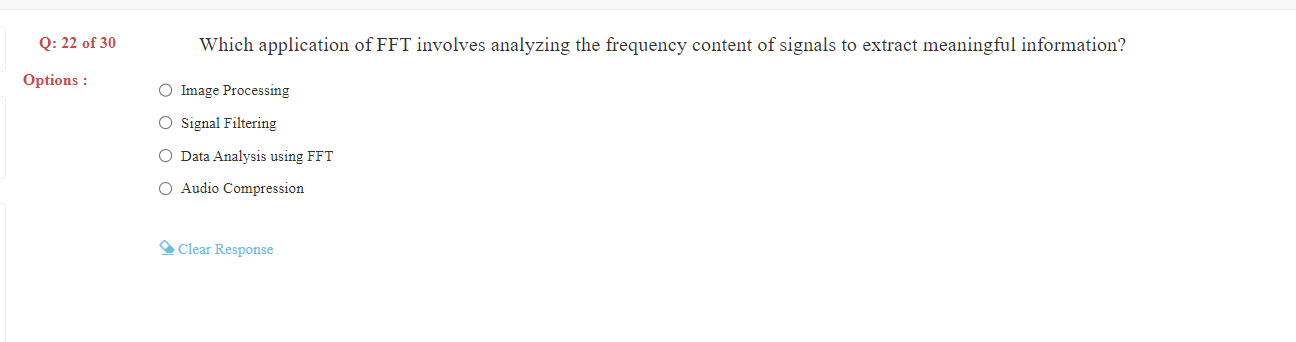 Q: 22 of 30
Which application of FFT involves analyzing the frequency content of signals to extract meaningful information?
Options :
Image Processing
Signal Filtering
Data Analysis using FFT
Audio Compression
Clear Response